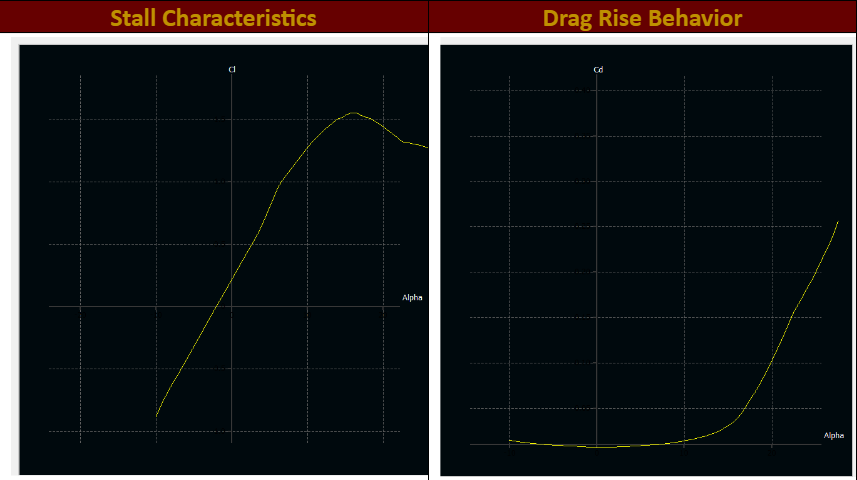 Stall Characteristics
Drag Rise Behavior
Cl
Alpha
Cd
Alpha